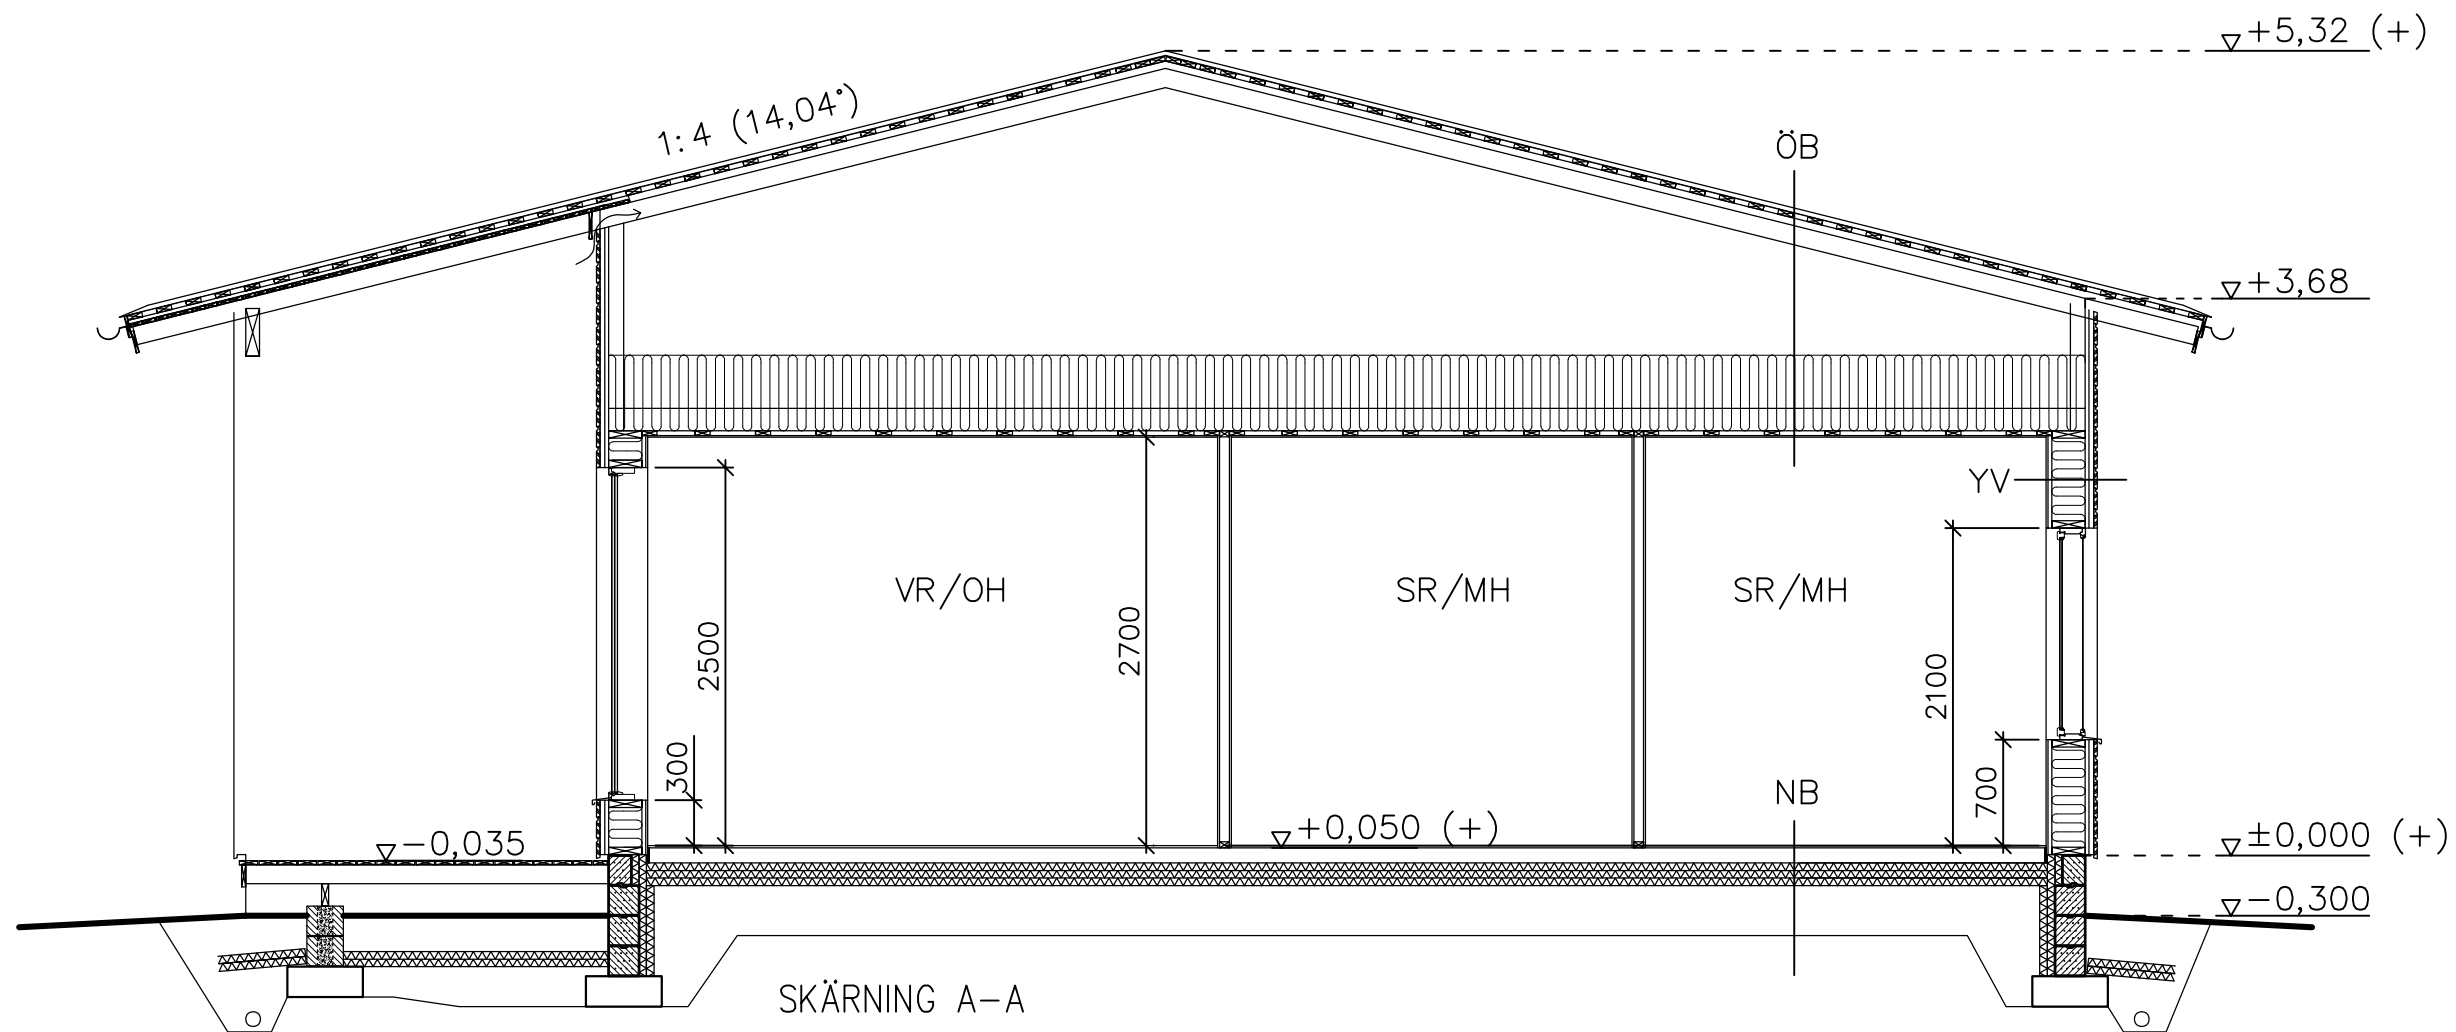 +5,32 (+)
1:4 (14,04°)
ÖB
+3,68
YV
VR/OH
SR/MH
SR/MH
2500
2700
2100
300
700
NB
+0,050 (+)
-0,035
±0,000 (+)
-0,300
SKÄRNING A-A